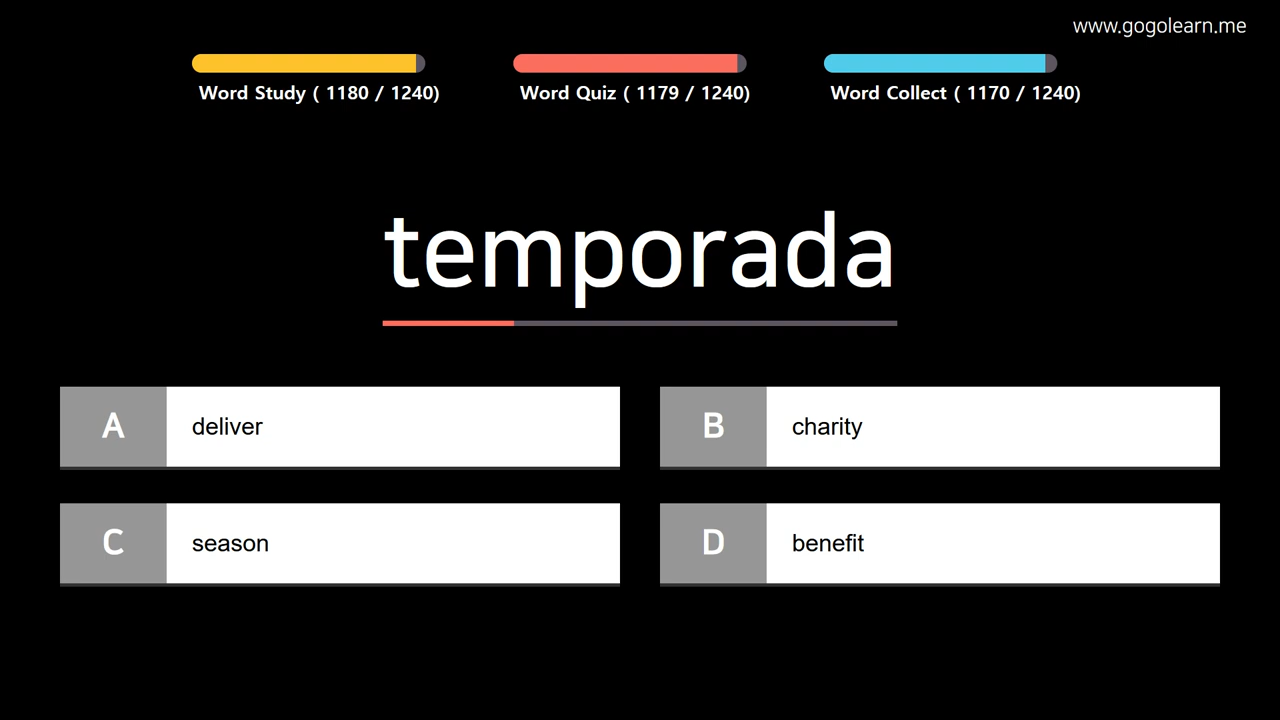 www.gogolearn.me
Word Study ( 1180 / 1240)
Word Quiz ( 1179 / 1240)
Word Collect ( 1170 / 1240)
temporada
A deliver
B charity
C season
D benefit